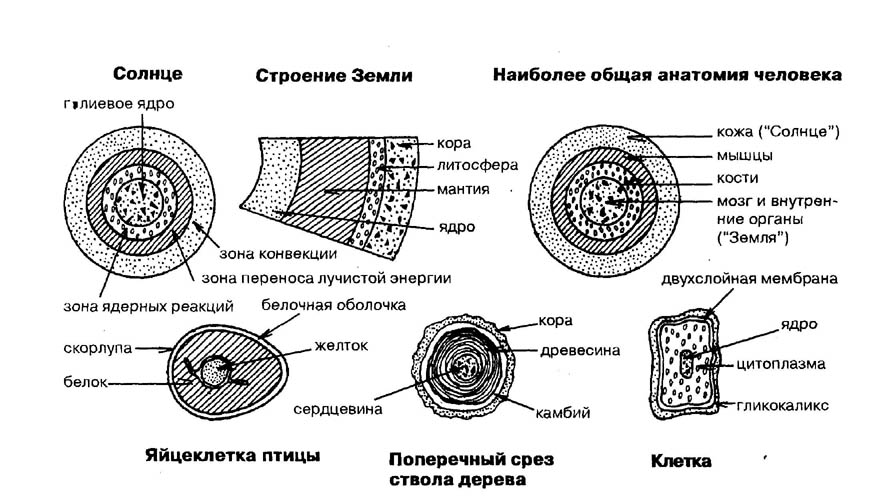 Солнце
Строение Земли
Наиболее общая анатомия человека
гелиевое ядро
зона конвекции
зона переноса лучистой энергии
зона ядерных реакций
кора
литосфера
мантия
ядро
кожа ("Солнце")
мышцы
кости
мозг и внутрен-
ние органы
("Земля")
белочная оболочка
скорлупа
желток
белок
кора
древесина
сердцевина
камбий
двухслойная мембрана
ядро
цитоплазма
гликокаликс
Яйцеклетка птицы
Поперечный срез
ствола дерева
Клетка